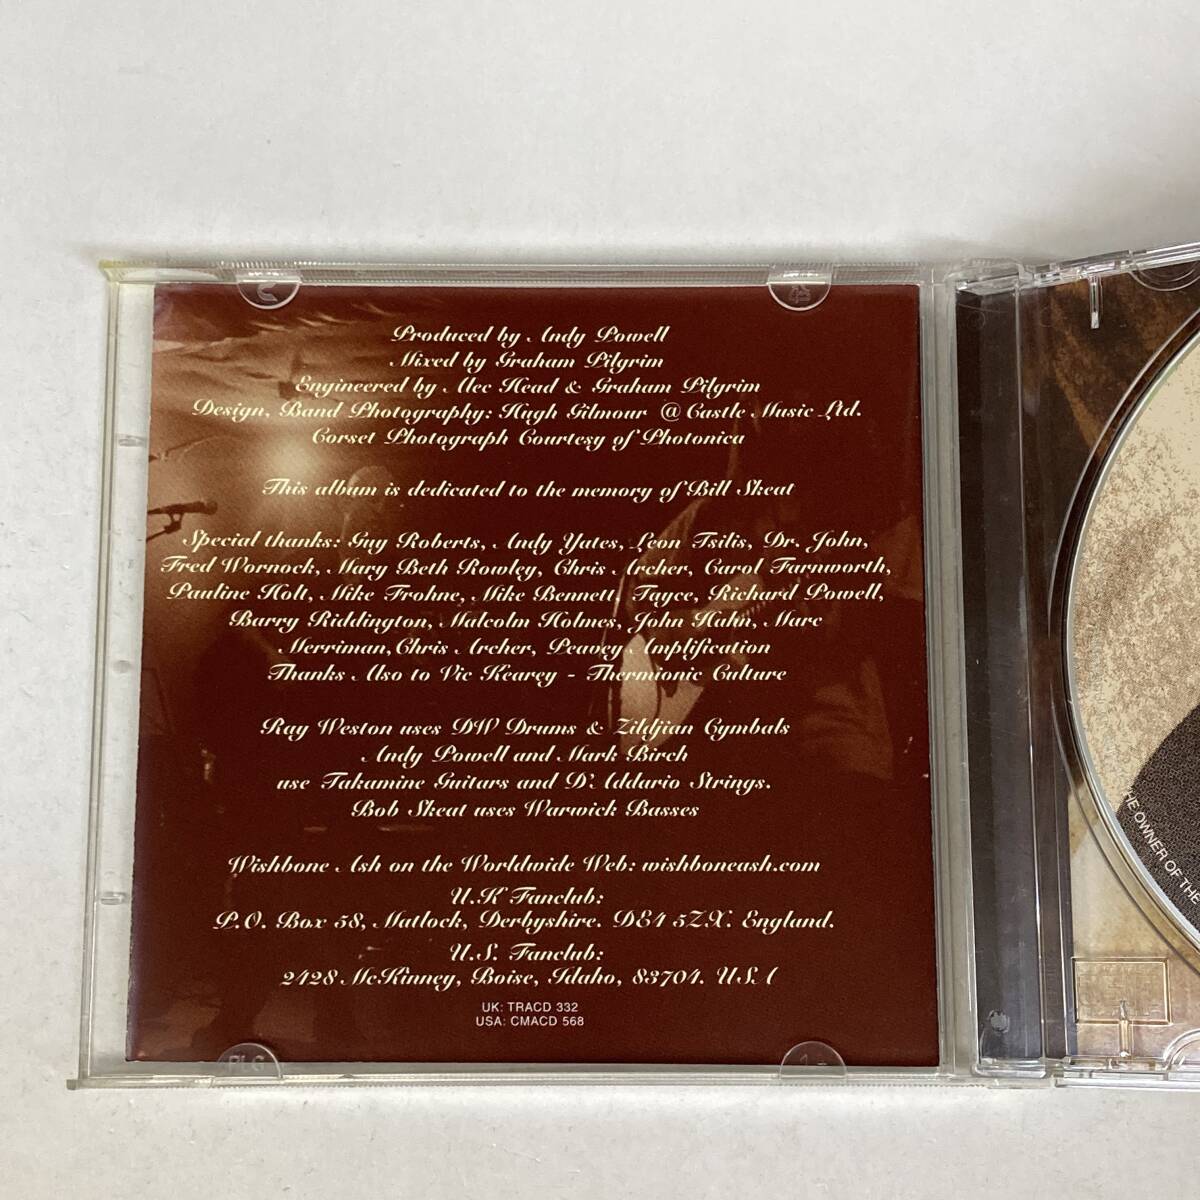 Produced by Andy Powell
Mixed by Graham Pilgrim
Engineered by Alec Head & Graham Pilgrim
Design, Band Photography: Hugh Gilmour @ Castle Music Ltd.
Corset Photograph Courtesy of Photonica
This album is dedicated to the memory of Bill Skeat
Special thanks: Guy Roberts, Andy Yates, Leon Tsilis, Dr. John,
Fred Wornock, Mary Beth Rowley, Chris Archer, Carol Farnworth,
Pauline Holt, Mike Frohne, Mike Bennett, Tayce, Richard Powell,
Barry Riddington, Malcolm Holmes, John Hahn, Marc
Merriman, Chris Archer, Peavey Amplification
Thanks Also to Vic Kearey - Thermionic Culture
Ray Weston uses DW Drums & Zildjian Cymbals
Andy Powell and Mark Birch
use Takamine Guitars and D'Addario Strings.
Bob Skeat uses Warwick Basses
Wishbone Ash on the Worldwide Web: wishboneash.com
U.K Fanclub:
P.O. Box 58, Matlock, Derbyshire. DE4 5ZX. England.
U.S. Fanclub:
2428 McKinney, Boise, Idaho, 83704. USA
UK: TRACD 332
USA: CMACD 568
PLG
HE OWNER OF THE